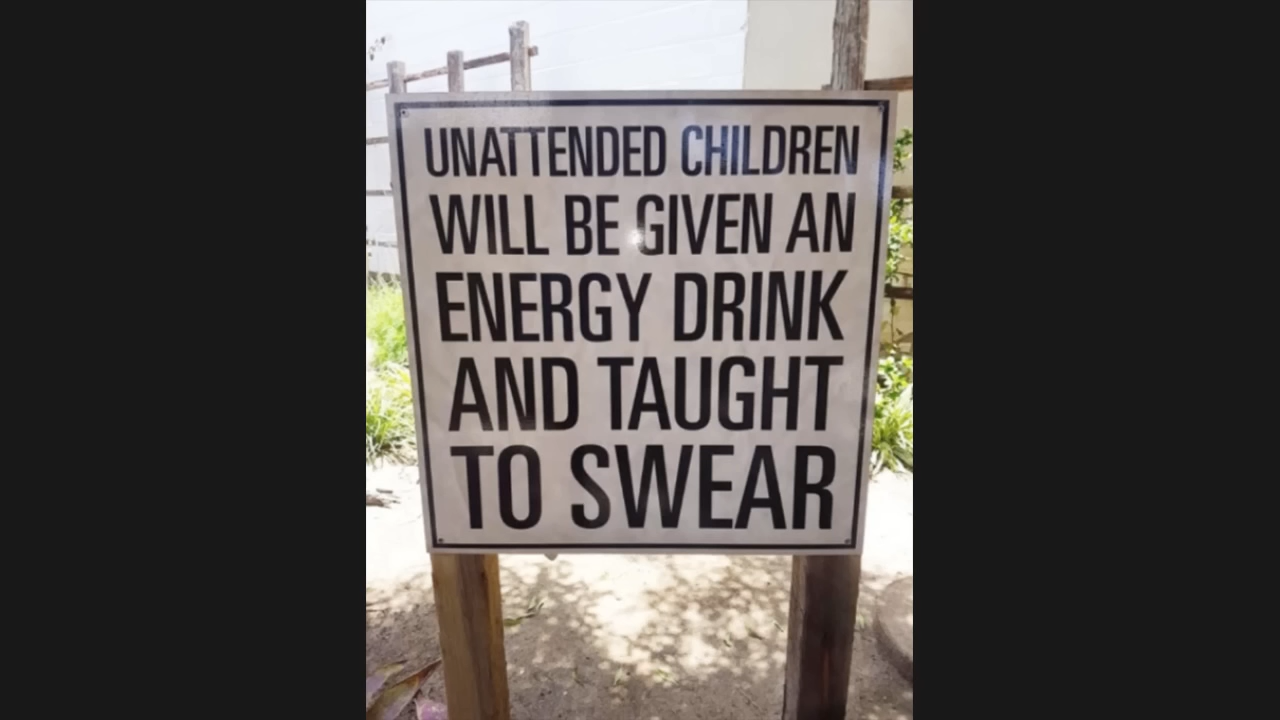 UNATTENDED CHILDREN
WILL BE GIVEN AN
ENERGY DRINK
AND TAUGHT
TO SWEAR